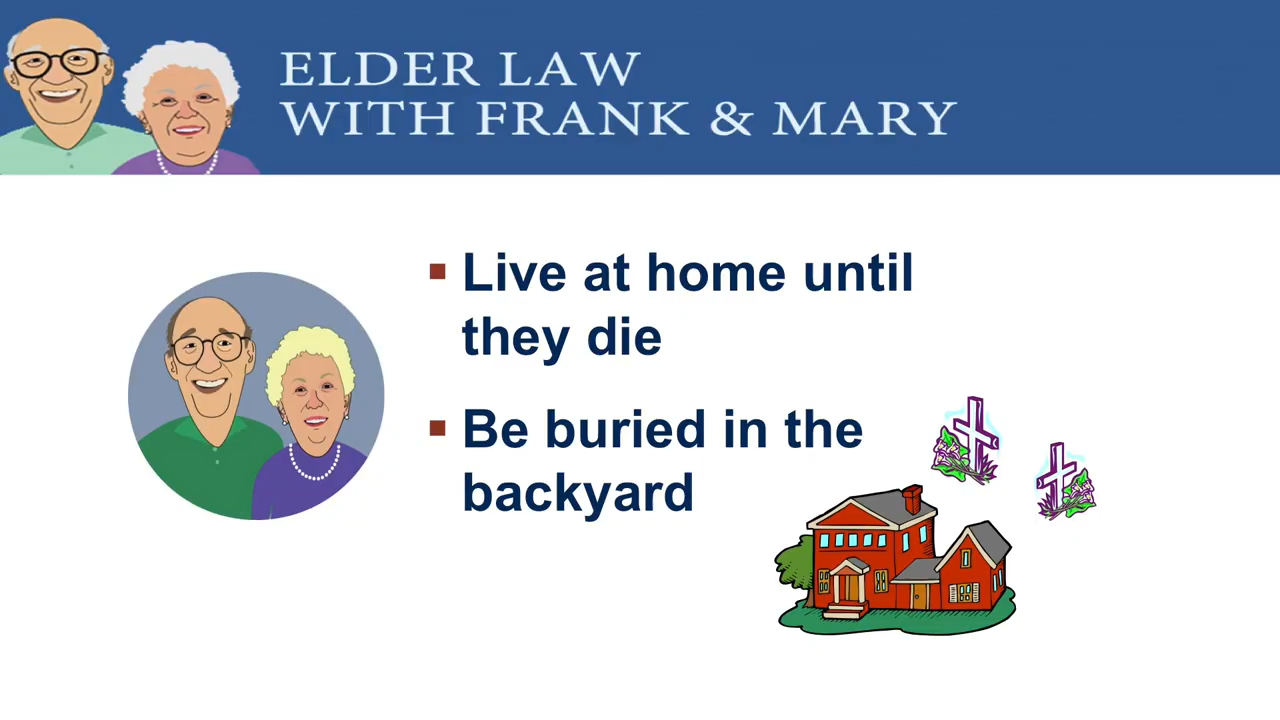 ELDER LAW
WITH FRANK & MARY
▪ Live at home until
they die
▪ Be buried in the
backyard